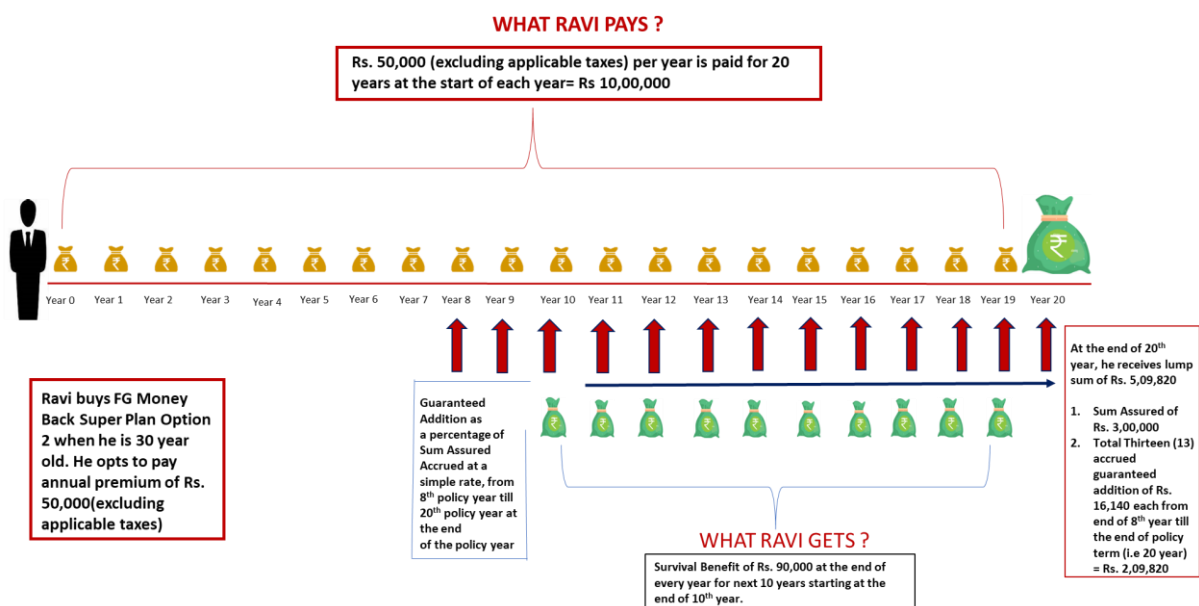 WHAT RAVI PAYS ?
Rs. 50,000 (excluding applicable taxes) per year is paid for 20
years at the start of each year= Rs 10,00,000
Year 0 Year 1 Year 2 Year 3 Year 4 Year 5 Year 6 Year 7 Year 8 Year 9 Year 10 Year 11 Year 12 Year 13 Year 14 Year 15 Year 16 Year 17 Year 18 Year 19 Year 20
Ravi buys FG Money
Back Super Plan Option
2 when he is 30 year
old. He opts to pay
annual premium of Rs.
50,000(excluding
applicable taxes)
Guaranteed
Addition as
a percentage of
Sum Assured
Accrued at a
simple rate, from
8th policy year till
20th policy year at
the end
of the policy year
WHAT RAVI GETS ?
Survival Benefit of Rs. 90,000 at the end of
every year for next 10 years starting at the
end of 10th year.
At the end of 20th
year, he receives lump
sum of Rs. 5,09,820
1. Sum Assured of
Rs. 3,00,000
2. Total Thirteen (13)
accrued
guaranteed
addition of Rs.
16,140 each from
end of 8th year till
the end of policy
term (i.e 20 year)
= Rs. 2,09,820